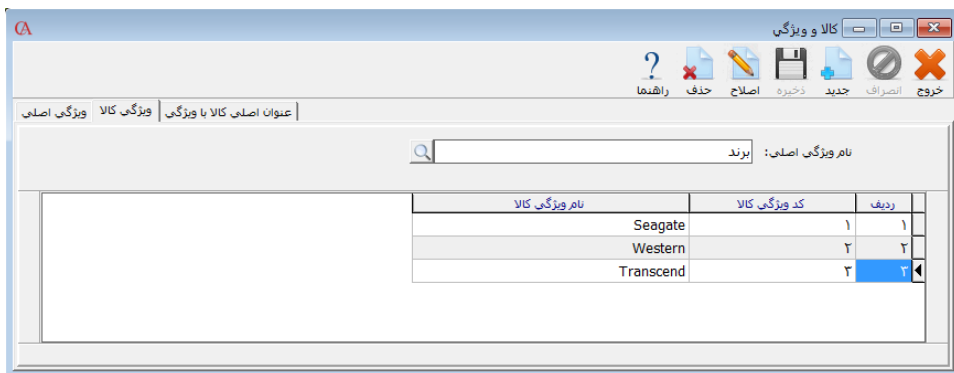 کالا و ویژگی
خروج انصراف جدید ذخیره اصلاح حذف راهنما
ویژگی اصلی ویژگی کالا عنوان اصلی کالا با ویژگی
نام ویژگی اصلی: برند
ردیف کد ویژگی کالا نام ویژگی کالا
۱ ۱ Seagate
۲ ۲ Western
۳ ۳ Transcend